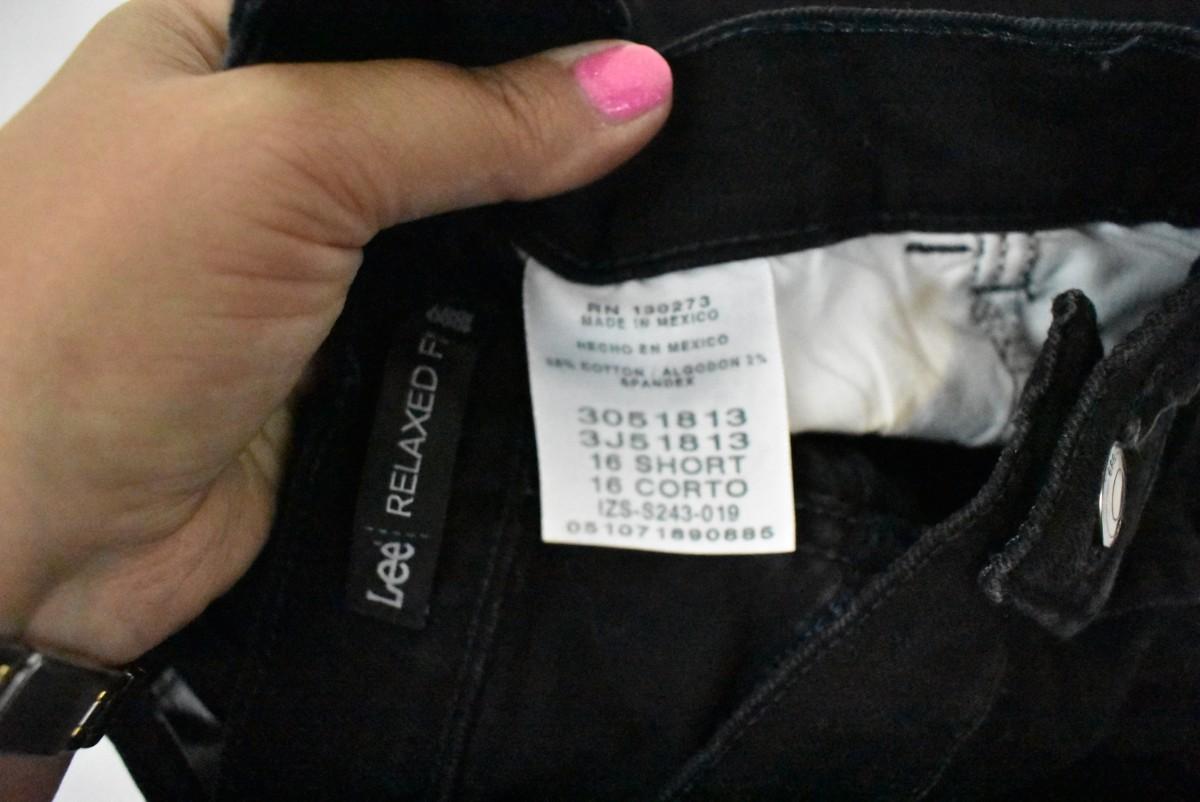 Lee RELAXED FI
RN 130273
MADE IN MEXICO
HECHO EN MEXICO
98% COTTON / ALGODON 2%
SPANDEX
3051813
3J51813
16 SHORT
16 CORTO
IZS-S243-019
051071890885